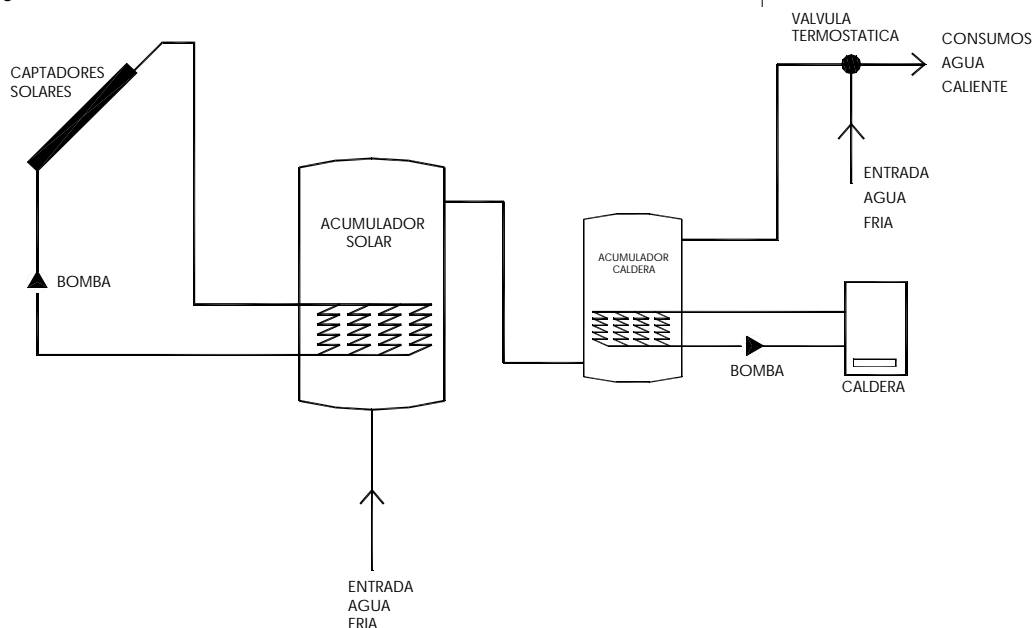 VALVULA
TERMOSTATICA
CONSUMOS
AGUA
CALIENTE
CAPTADORES
SOLARES
ENTRADA
AGUA
FRIA
ACUMULADOR
SOLAR
ACUMULADOR
CALDERA
BOMBA
BOMBA
CALDERA
ENTRADA
AGUA
FRIA